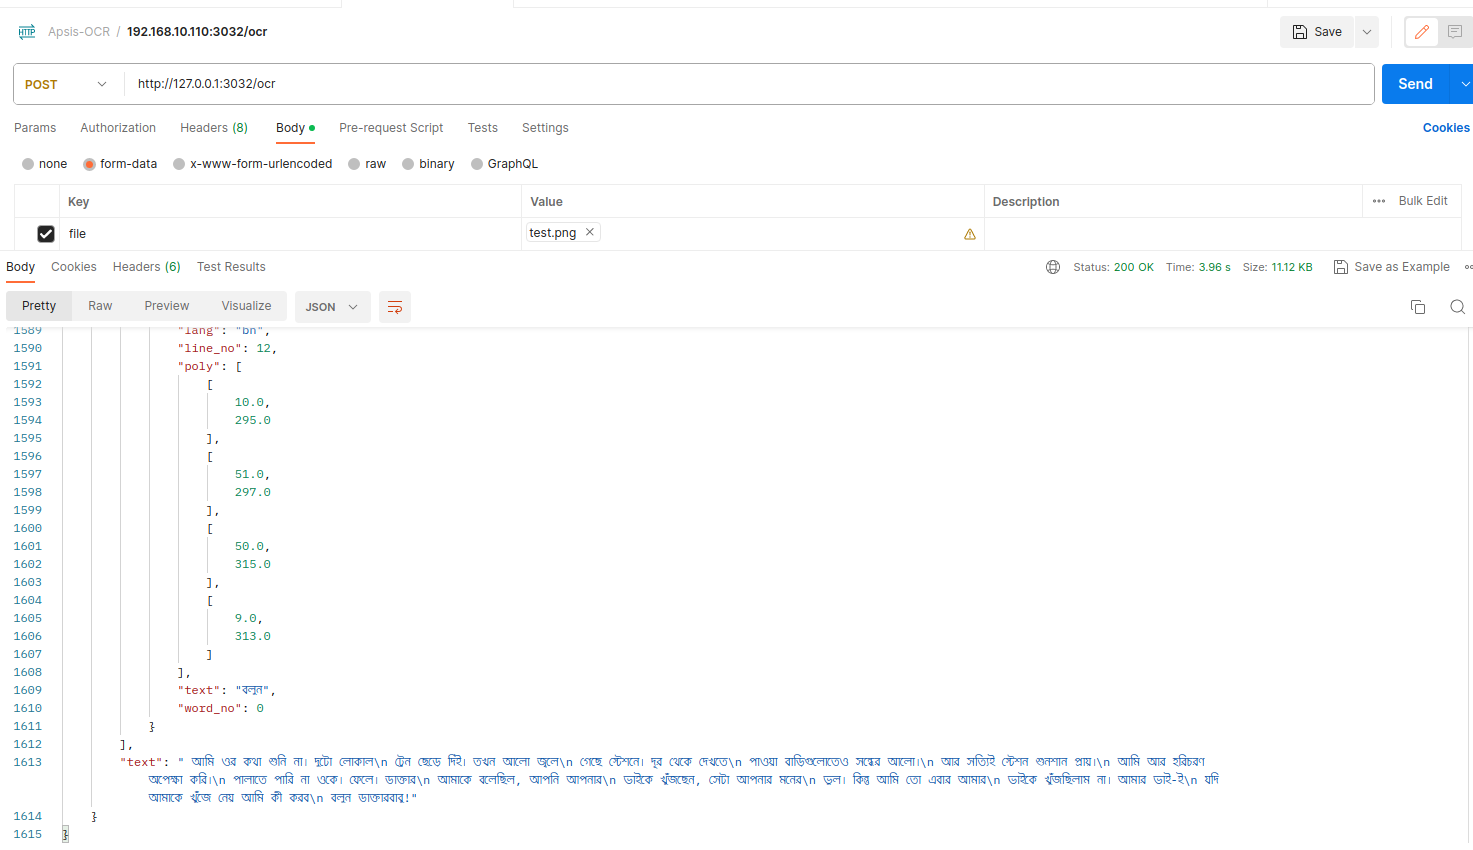 HTTP Apsis-OCR / 192.168.10.110:3032/ocr Save
POST http://127.0.0.1:3032/ocr Send
Params Authorization Headers (8) Body Pre-request Script Tests Settings Cookies
none form-data x-www-form-urlencoded raw binary GraphQL
Key Value Description Bulk Edit
file test.png
Body Cookies Headers (6) Test Results Status: 200 OK Time: 3.96 s Size: 11.12 KB Save as Example
Pretty Raw Preview Visualize JSON
1589 "lang": "bn",
1590 "line_no": 12,
1591 "poly": [
1592 [
1593 10.0,
1594 295.0
1595 ],
1596 [
1597 51.0,
1598 297.0
1599 ],
1600 [
1601 50.0,
1602 315.0
1603 ],
1604 [
1605 9.0,
1606 313.0
1607 ]
1608 ],
1609 "text": "বলুন",
1610 "word_no": 0
1611 }
1612 ],
1613 "text": " আমি ওর কথা শুনি না। দুটো লোকাল\n ট্রেন ছেড়ে দিই। তখন আলো জ্বলে\n গেছে স্টেশনে। দূর থেকে দেখতে\n পাওয়া বাড়িগুলোতেও সন্ধের আলো।\n আর সত্যিই স্টেশন শুনশান প্রায়।\n আমি আর হরিচরণ
অপেক্ষা করি।\n পালাতে পারি না ওকে। ফেলে। ডাক্তার\n আমাকে বলেছিল, আপনি আপনার\n ভাইকে খুঁজছেন, সেটা আপনার মনের\n ভুল। কিন্তু আমি তো এবার আমার\n ভাইকে খুঁজছিলাম না। আমার ভাই-ই\n যদি
আমাকে খুঁজে নেয় আমি কী করব\n বলুন ডাক্তারবাবু!"
1614 }
1615 }